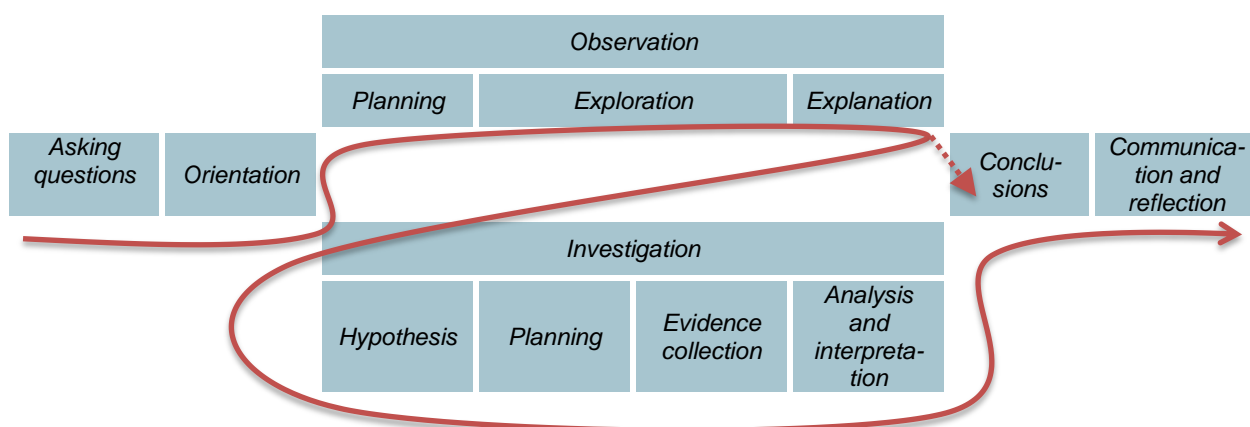 Observation
Planning
Exploration
Explanation
Asking
questions
Orientation
Conclu-
sions
Communica-
tion and
reflection
Investigation
Hypothesis
Planning
Evidence
collection
Analysis
and
interpreta-
tion